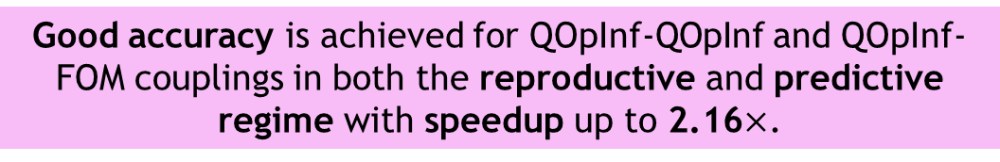 Good accuracy is achieved for QOpInf-QOpInf and QOpInf-
FOM couplings in both the reproductive and predictive
regime with speedup up to 2.16×.